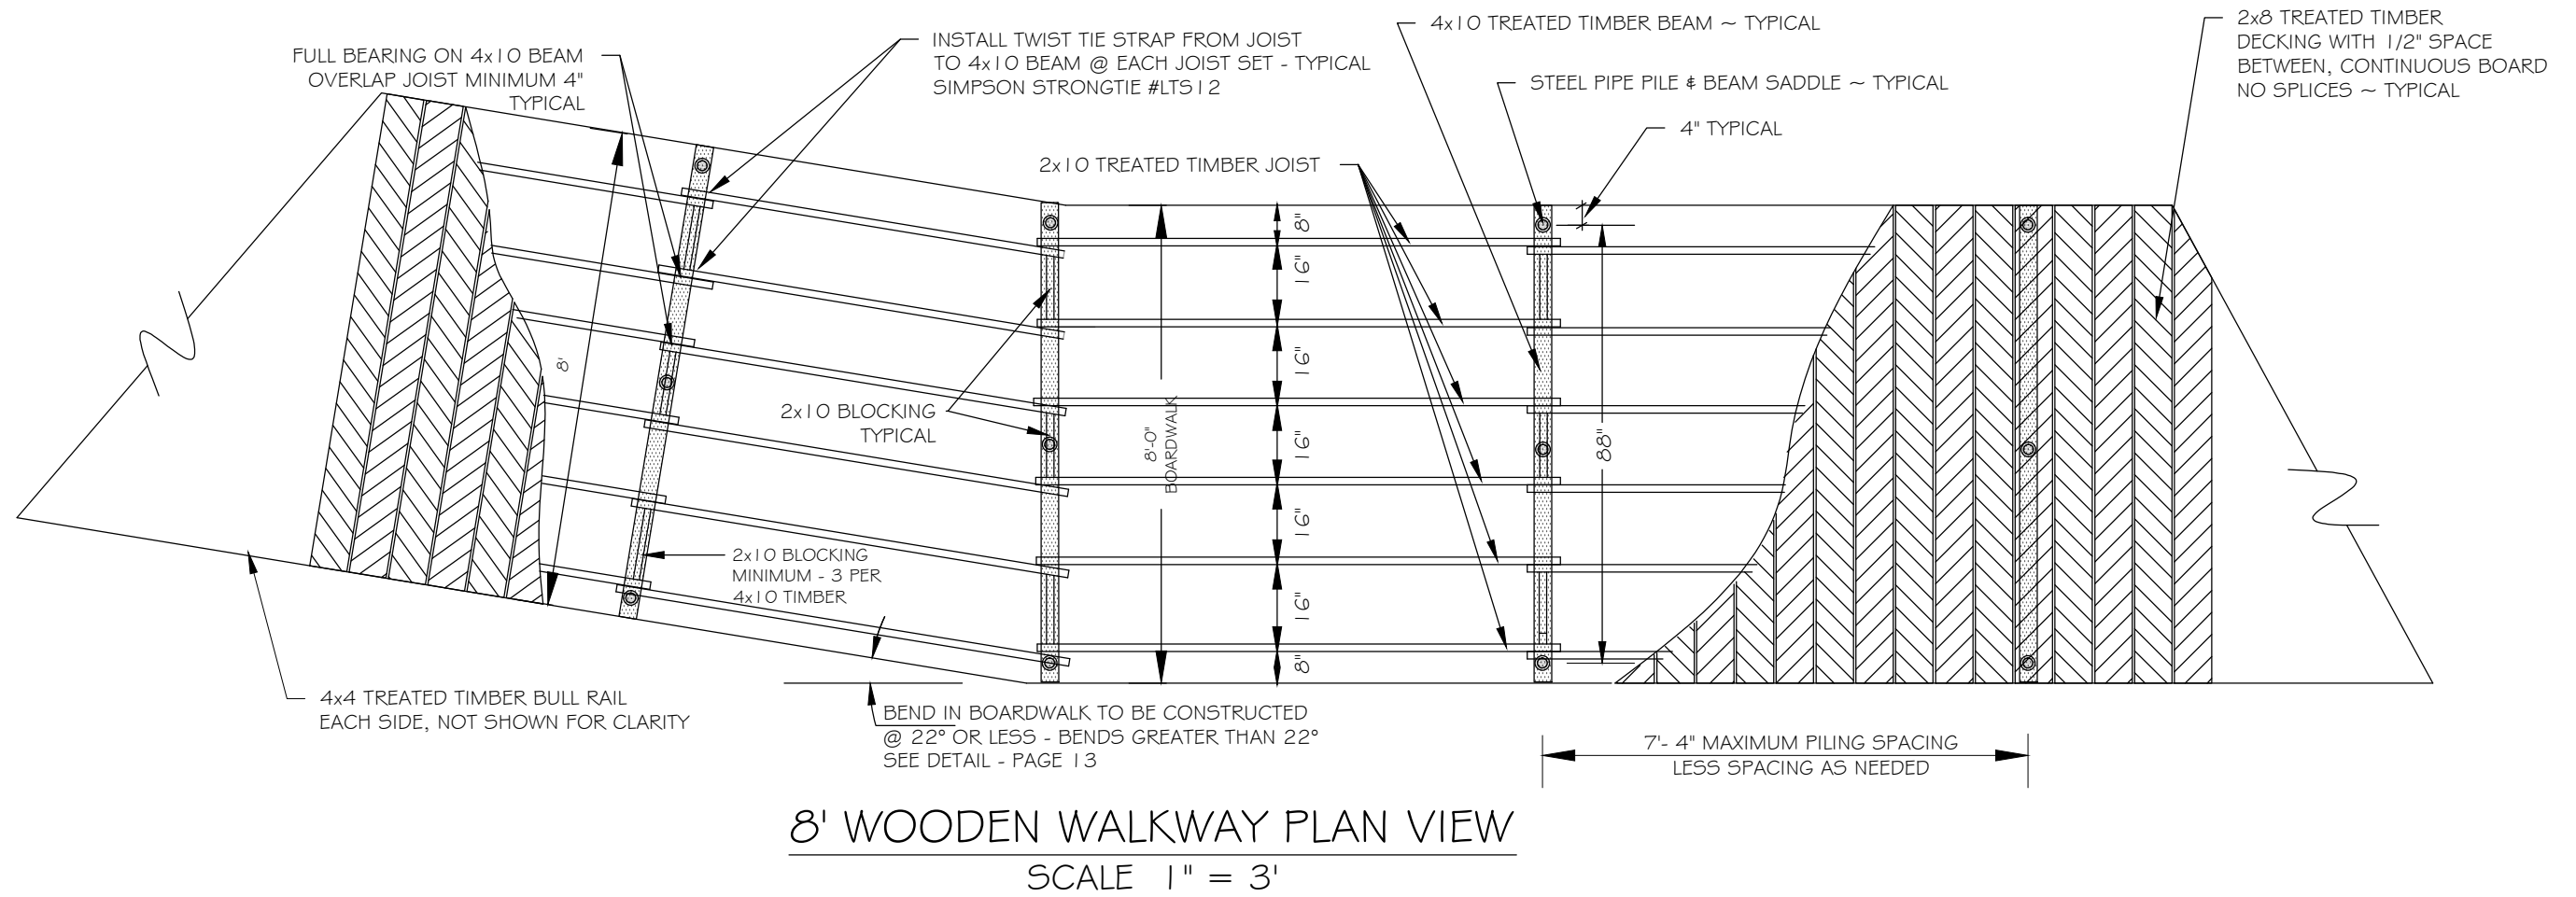 FULL BEARING ON 4x10 BEAM
OVERLAP JOIST MINIMUM 4"
TYPICAL
INSTALL TWIST TIE STRAP FROM JOIST
TO 4x10 BEAM @ EACH JOIST SET - TYPICAL
SIMPSON STRONGTIE #LTS12
4x10 TREATED TIMBER BEAM ~ TYPICAL
STEEL PIPE PILE & BEAM SADDLE ~ TYPICAL
4" TYPICAL
2x8 TREATED TIMBER
DECKING WITH 1/2" SPACE
BETWEEN, CONTINUOUS BOARD
NO SPLICES ~ TYPICAL
2x10 TREATED TIMBER JOIST
8"
16"
16"
16"
16"
16"
8"
8'
8'-0"
BOARDWALK
88"
2x10 BLOCKING
TYPICAL
2x10 BLOCKING
MINIMUM - 3 PER
4x10 TIMBER
4x4 TREATED TIMBER BULL RAIL
EACH SIDE, NOT SHOWN FOR CLARITY
BEND IN BOARDWALK TO BE CONSTRUCTED
@ 22° OR LESS - BENDS GREATER THAN 22°
SEE DETAIL - PAGE 13
7'- 4" MAXIMUM PILING SPACING
LESS SPACING AS NEEDED
8' WOODEN WALKWAY PLAN VIEW
SCALE 1" = 3'